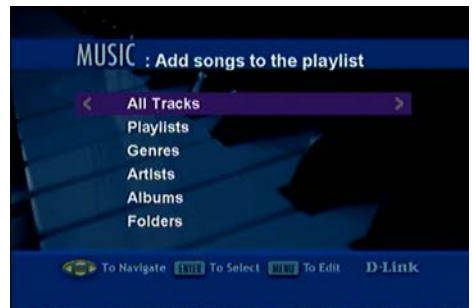 MUSIC : Add songs to the playlist
< All Tracks >
Playlists
Genres
Artists
Albums
Folders
To Navigate ENTER To Select MENU To Edit D-Link